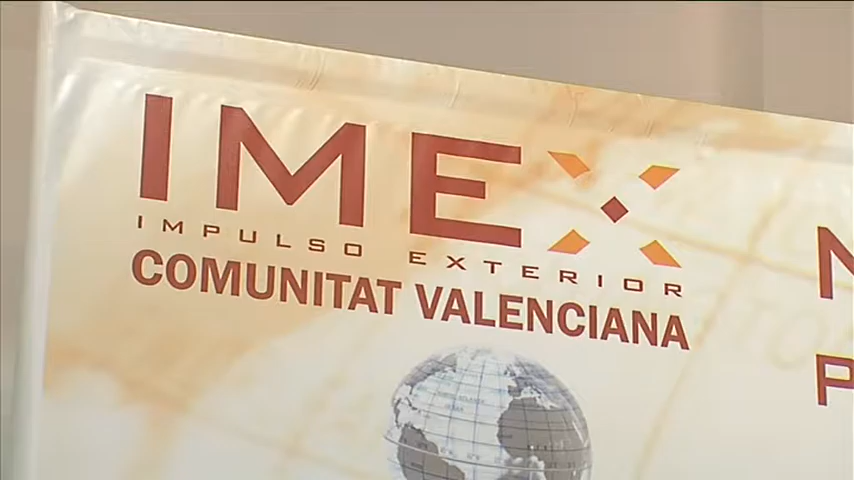 IMEX
IMPULSO EXTERIOR
COMUNITAT VALENCIANA